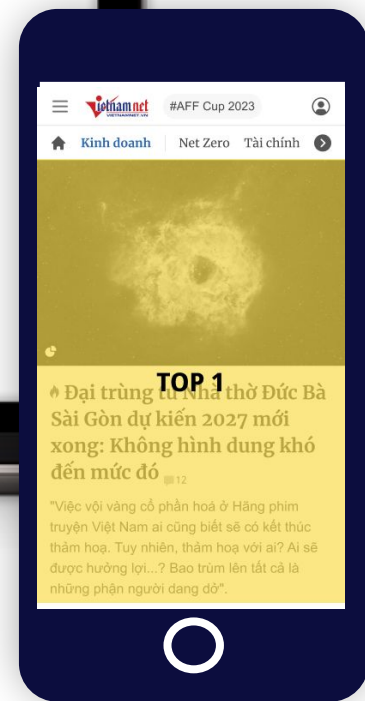 Vietnamnet
VIETNAMNET.VN
#AFF Cup 2023
Kinh doanh
Net Zero
Tài chính
TOP 1
Đại trùng tu Nhà thờ Đức Bà
Sài Gòn dự kiến 2027 mới
xong: Không hình dung khó
đến mức đó
12
"Việc vội vàng cổ phần hoá ở Hãng phim
truyện Việt Nam ai cũng biết sẽ có kết thúc
thảm hoạ. Tuy nhiên, thảm họa với ai? Ai sẽ
được hưởng lợi...? Bao trùm lên tất cả là
những phận người dang dở".